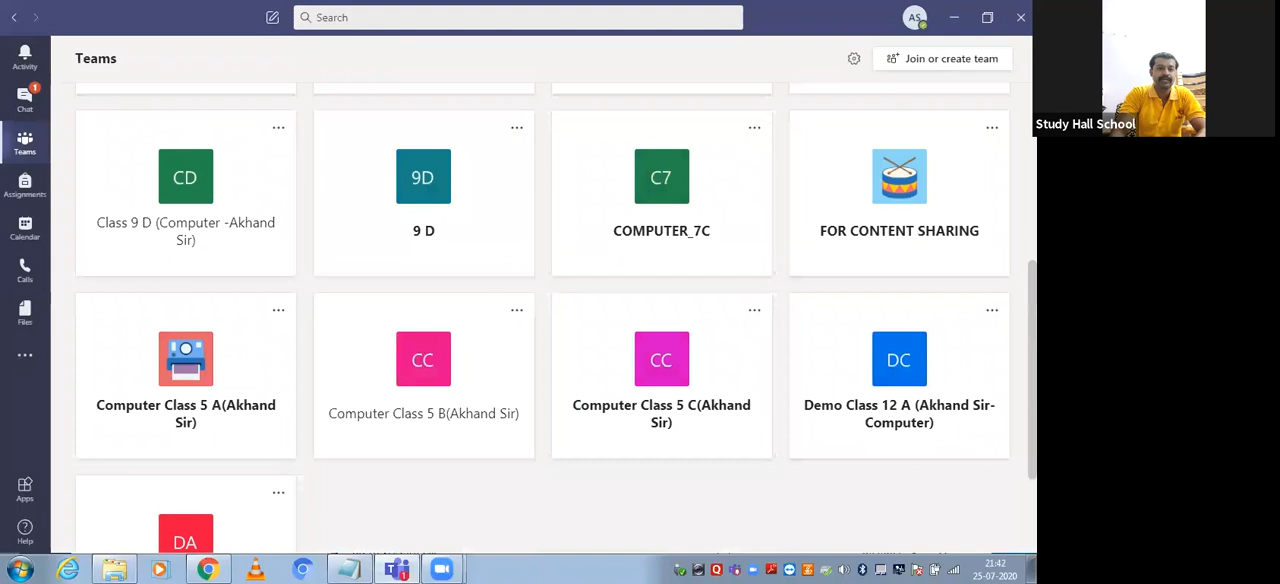 Search
AS
Activity
Chat
1
Teams
Assignments
Calendar
Calls
Files
Apps
Help
Teams
Join or create team
CD
Class 9 D (Computer -Akhand
Sir)
9D
9 D
C7
COMPUTER_7C
FOR CONTENT SHARING
Computer Class 5 A(Akhand
Sir)
CC
Computer Class 5 B(Akhand Sir)
CC
Computer Class 5 C(Akhand
Sir)
DC
Demo Class 12 A (Akhand Sir-
Computer)
DA
Study Hall School
21:42
25-07-2020